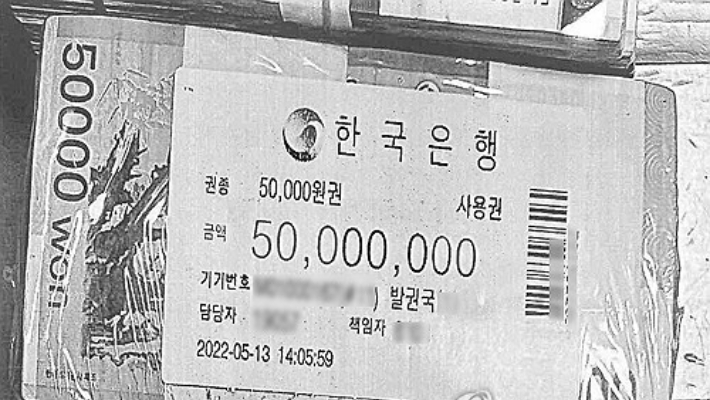 50000 won
한국은행
권종 50,000원권 사용권
금액 50,000,000
기기번호 ) 발권국
담당자 책임자
2022-05-13 14:05:59